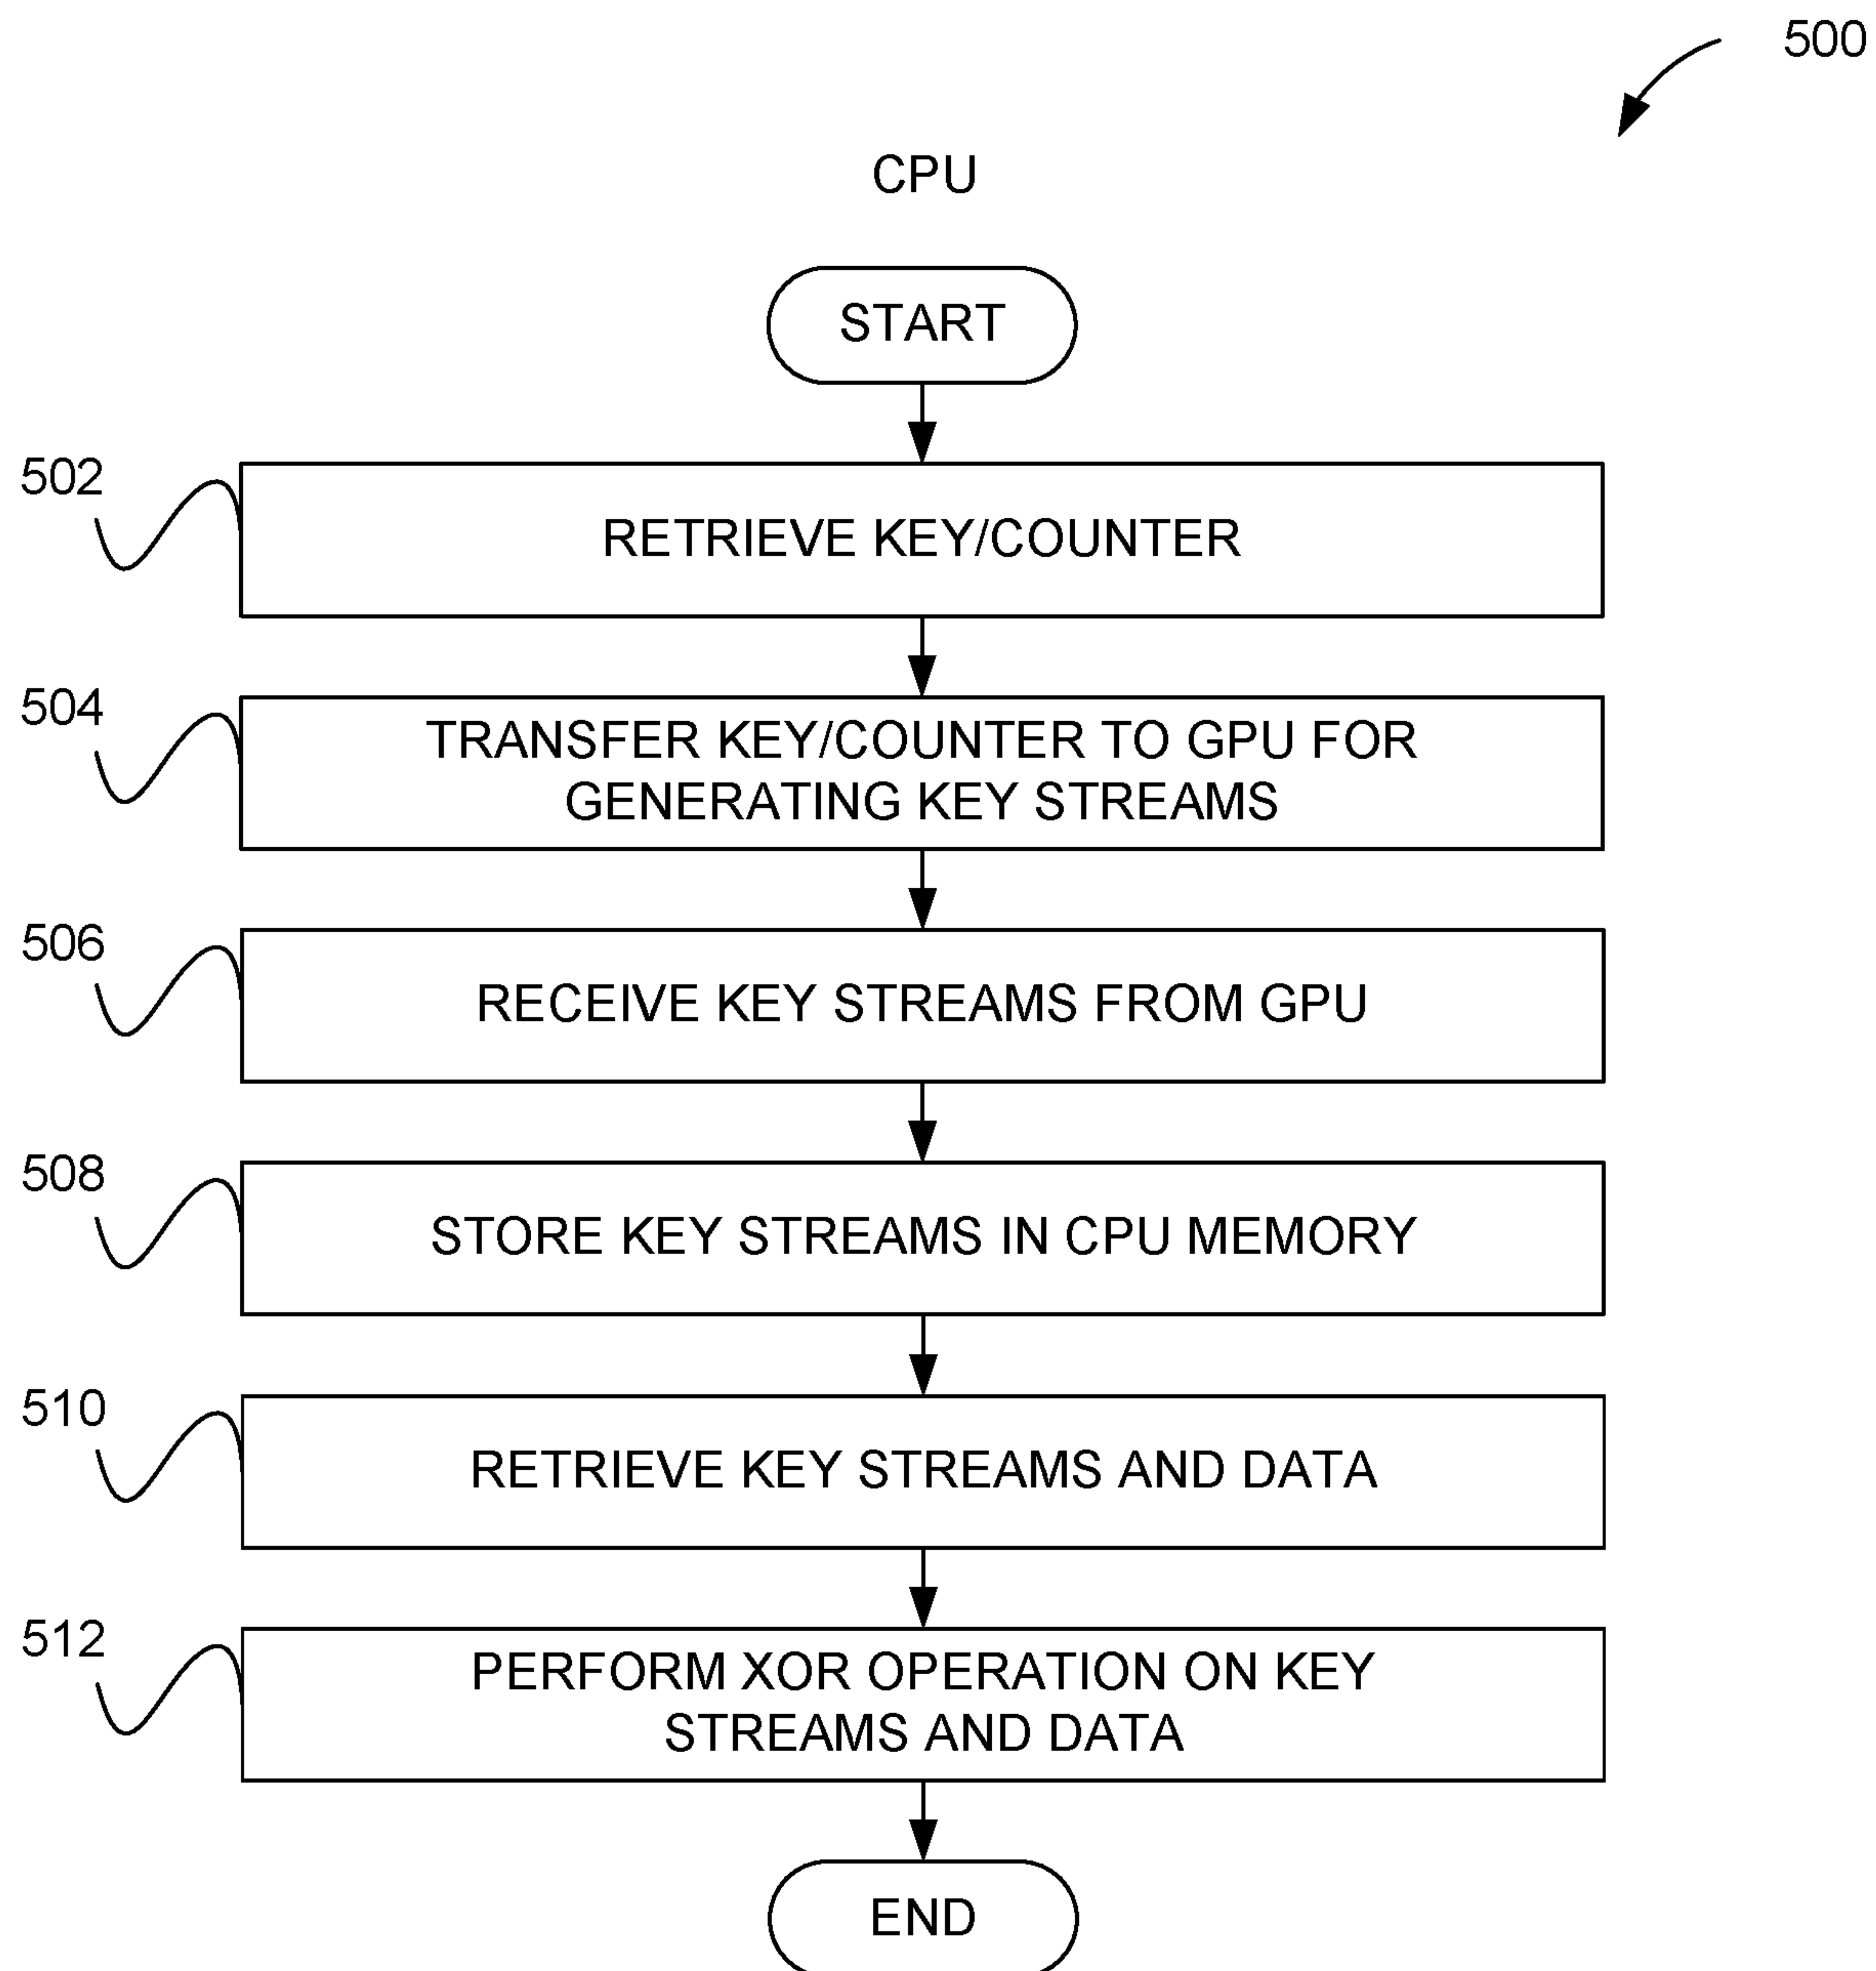 500
CPU
START
502
RETRIEVE KEY/COUNTER
504
TRANSFER KEY/COUNTER TO GPU FOR
GENERATING KEY STREAMS
506
RECEIVE KEY STREAMS FROM GPU
508
STORE KEY STREAMS IN CPU MEMORY
510
RETRIEVE KEY STREAMS AND DATA
512
PERFORM XOR OPERATION ON KEY
STREAMS AND DATA
END